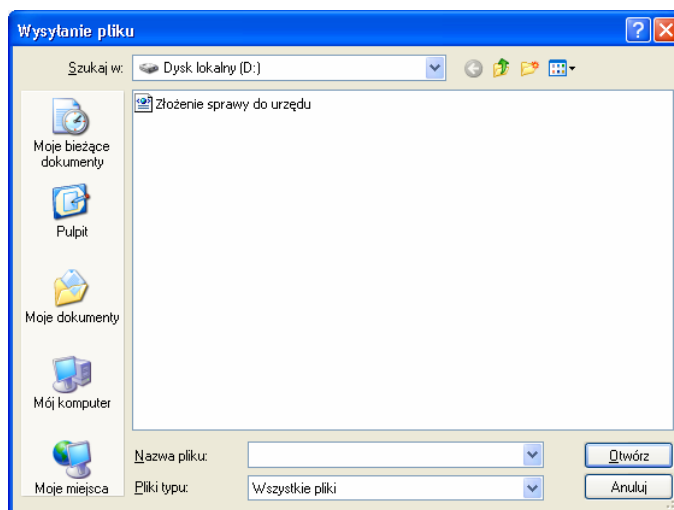 Wysyłanie pliku
Szukaj w: Dysk lokalny (D:)
Złożenie sprawy do urzędu
Moje bieżące
dokumenty
Pulpit
Moje dokumenty
Mój komputer
Moje miejsca
Nazwa pliku: Otwórz
Pliki typu: Wszystkie pliki Anuluj